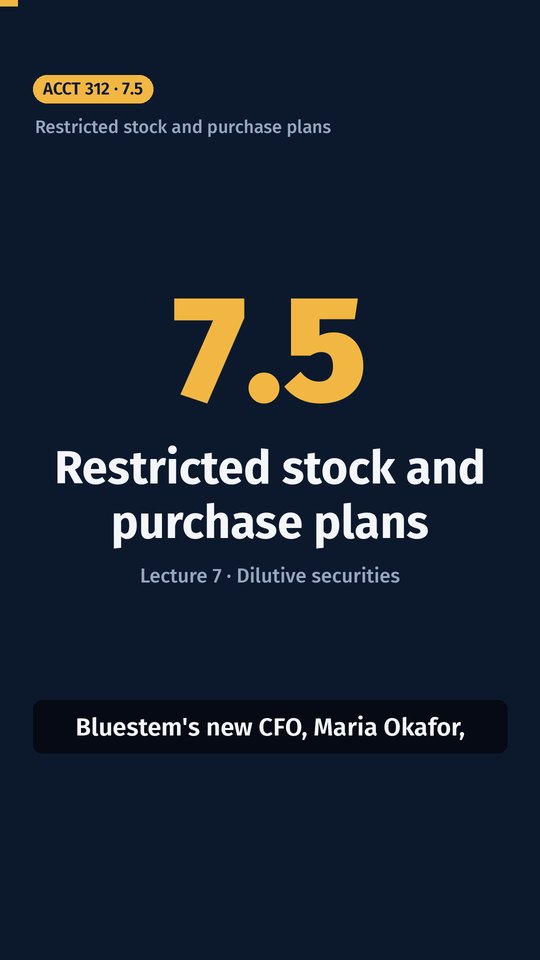 ACCT 312 · 7.5
Restricted stock and purchase plans
7.5
Restricted stock and
purchase plans
Lecture 7 · Dilutive securities
Bluestem's new CFO, Maria Okafor,